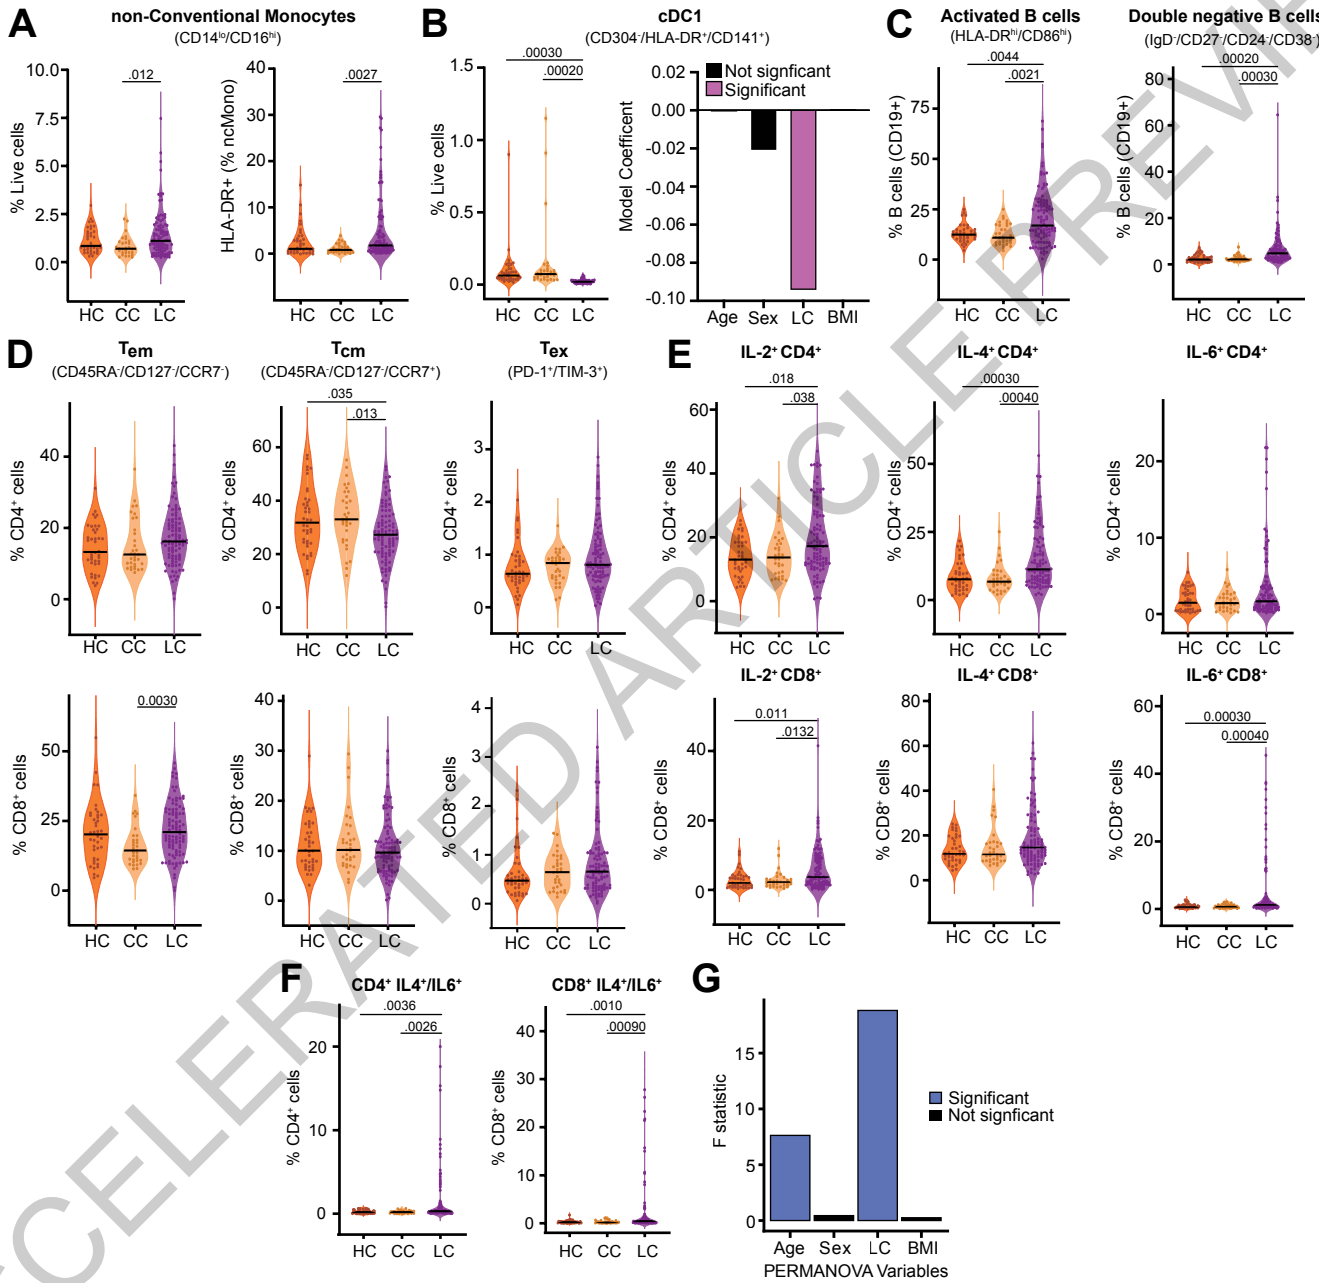 A
non-Conventional Monocytes
(CD14lo/CD16hi)
% Live cells
10.0
7.5
5.0
2.5
0.0
.012
HC CC LC
HLA-DR+ (% ncMono)
40
30
20
10
0
.0027
HC CC LC
B
cDC1
(CD304-/HLA-DR+/CD141+)
% Live cells
1.5
1.0
0.5
0.0
.00030
.00020
HC CC LC
Not signficant
Significant
Model Coefficent
0.02
0.00
-0.02
-0.04
-0.06
-0.08
-0.10
Age Sex LC BMI
C
Activated B cells
(HLA-DRhi/CD86hi)
% B cells (CD19+)
75
50
25
0
.0044
.0021
HC CC LC
Double negative B cells
(IgD-/CD27-/CD24-/CD38-)
% B cells (CD19+)
80
60
40
20
0
.00020
.00030
HC CC LC
D
Tem
(CD45RA-/CD127-/CCR7-)
% CD4+ cells
40
20
0
HC CC LC
Tcm
(CD45RA-/CD127-/CCR7+)
% CD4+ cells
60
40
20
0
.035
.013
HC CC LC
Tex
(PD-1+/TIM-3+)
% CD4+ cells
3
2
1
0
HC CC LC
% CD8+ cells
50
0
0.0030
HC CC LC
% CD8+ cells
40
30
20
10
0
HC CC LC
% CD8+ cells
4
3
2
1
0
HC CC LC
E
IL-2+ CD4+
% CD4+ cells
60
40
20
0
.018
.038
HC CC LC
IL-4+ CD4+
% CD4+ cells
50
25
0
.00030
.00040
HC CC LC
IL-6+ CD4+
% CD4+ cells
20
10
0
HC CC LC
IL-2+ CD8+
% CD8+ cells
40
20
0
0.011
.0132
HC CC LC
IL-4+ CD8+
% CD8+ cells
80
60
40
20
0
HC CC LC
IL-6+ CD8+
% CD8+ cells
60
40
20
0
0.00030
0.00040
HC CC LC
F
CD4+ IL4+/IL6+
% CD4+ cells
20
10
0
.0036
.0026
HC CC LC
CD8+ IL4+/IL6+
% CD8+ cells
40
30
20
10
0
.0010
.00090
HC CC LC
G
F statistic
15
10
5
0
Significant
Not signficant
Age Sex LC BMI
PERMANOVA Variables
ARTICLE